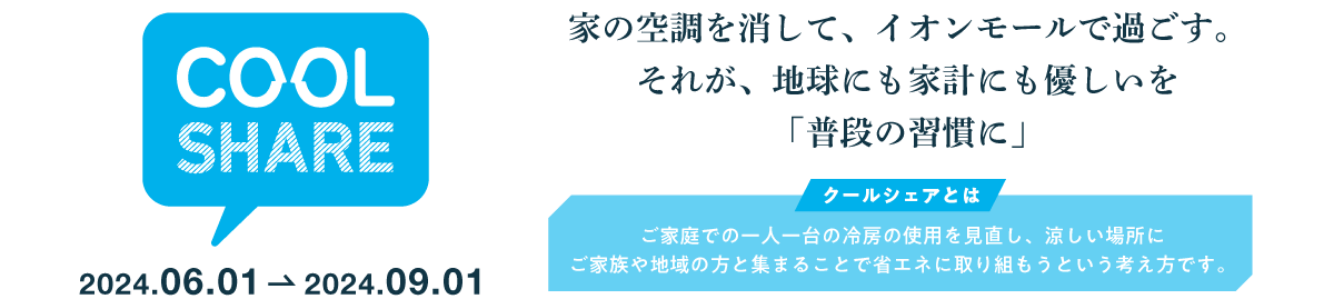 COOL
SHARE
2024.06.01→2024.09.01
家の空調を消して、イオンモールで過ごす。
それが、地球にも家計にも優しいを
「普段の習慣に」
クールシェアとは
ご家庭での一人一台の冷房の使用を見直し、涼しい場所に
ご家族や地域の方と集まることで省エネに取り組もうという考え方です。